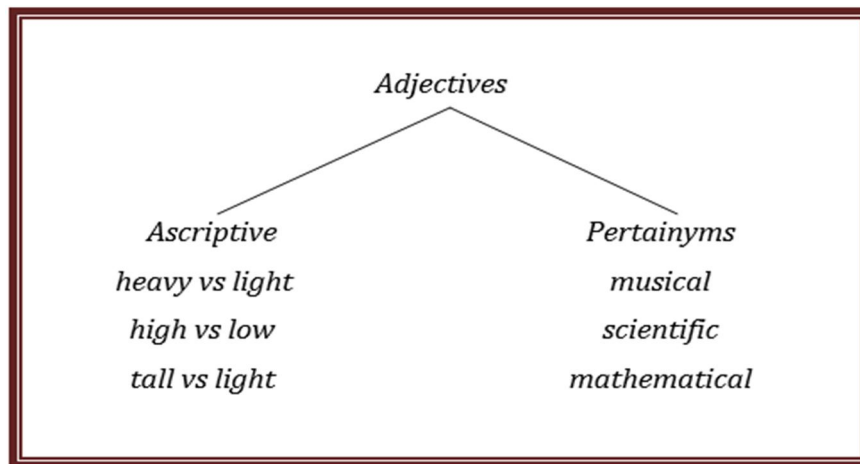 Adjectives
Ascriptive
heavy vs light
high vs low
tall vs light
Pertainyms
musical
scientific
mathematical